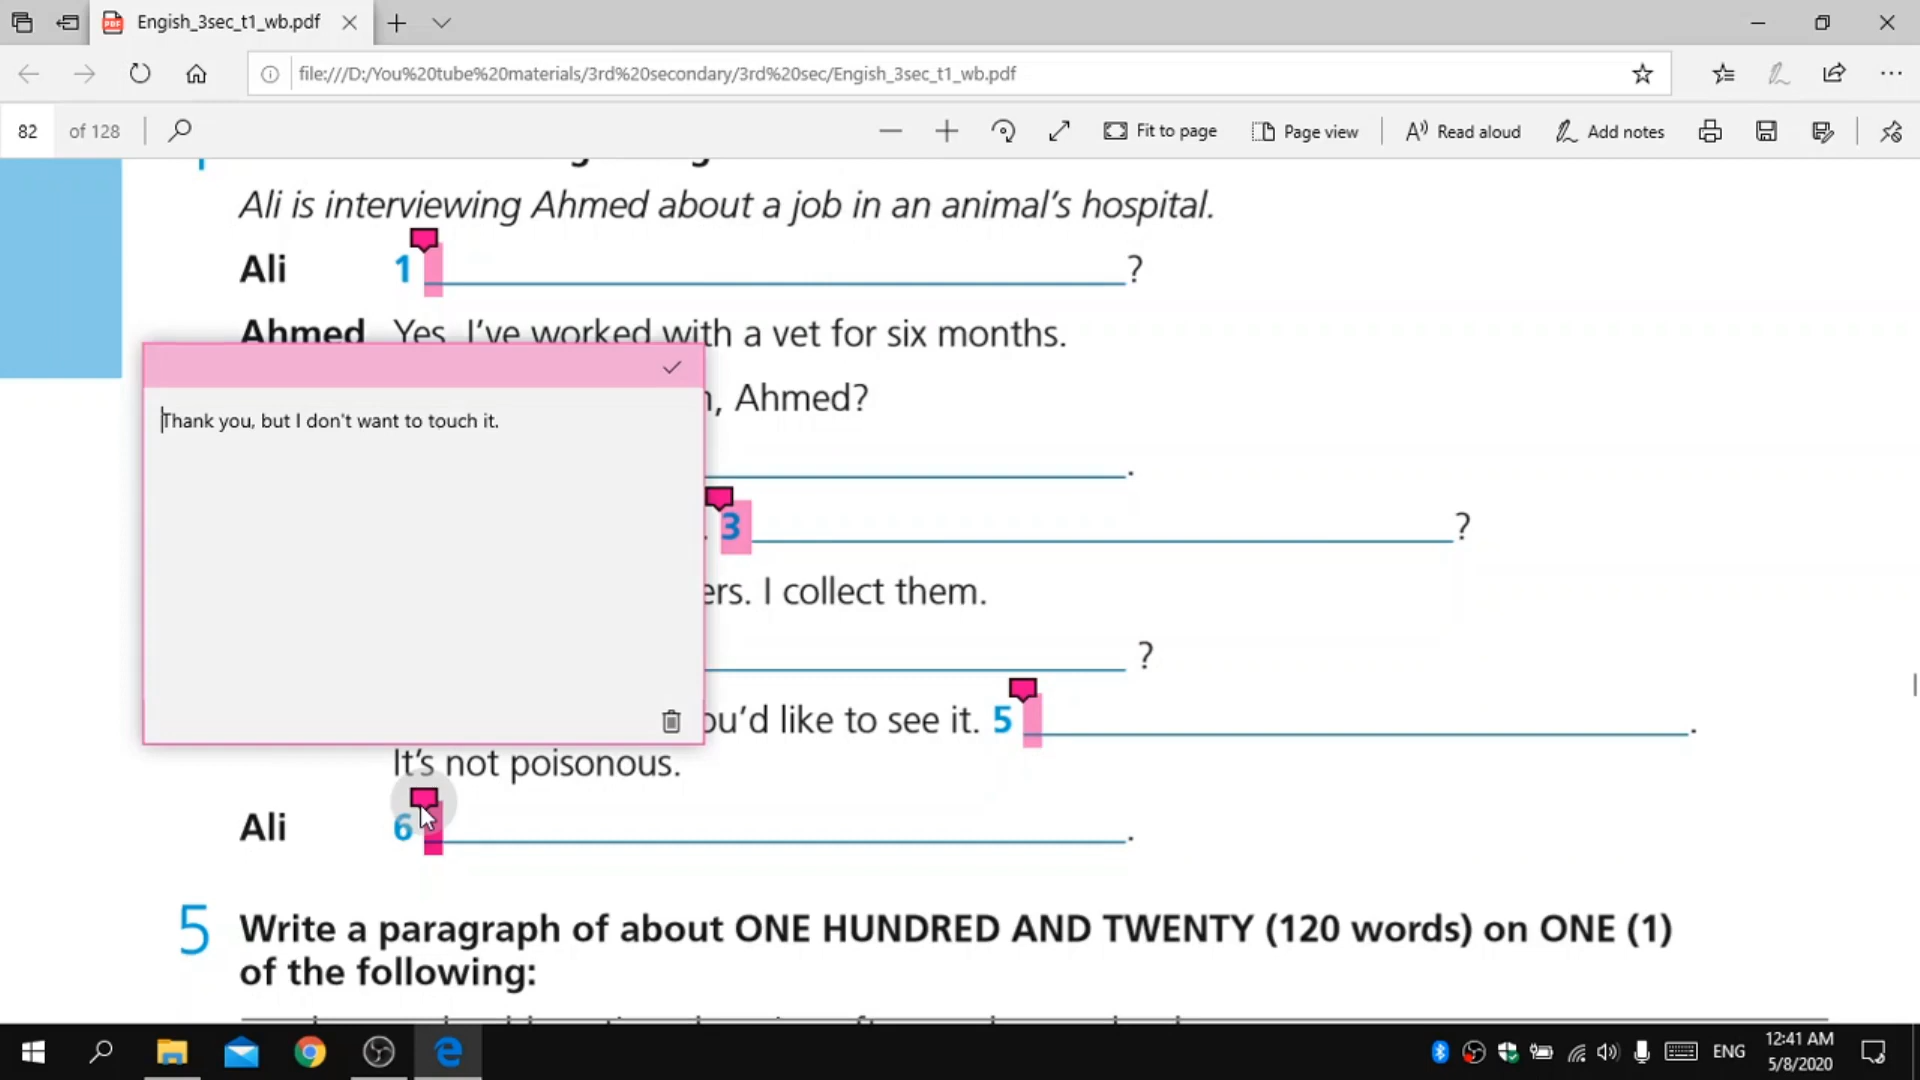 Engish_3sec_t1_wb.pdf
file:///D:/You%20tube%20materials/3rd%20secondary/3rd%20sec/Engish_3sec_t1_wb.pdf
82 of 128 Fit to page Page view Read aloud Add notes
Ali is interviewing Ahmed about a job in an animal's hospital.
Ali 1 ?
Ahmed Yes, I've worked with a vet for six months.
, Ahmed?
Thank you, but I don't want to touch it.
.
. 3 ?
ers. I collect them.
?
ou'd like to see it. 5 .
It's not poisonous.
Ali 6 .
5 Write a paragraph of about ONE HUNDRED AND TWENTY (120 words) on ONE (1)
of the following:
ENG
12:41 AM
5/8/2020